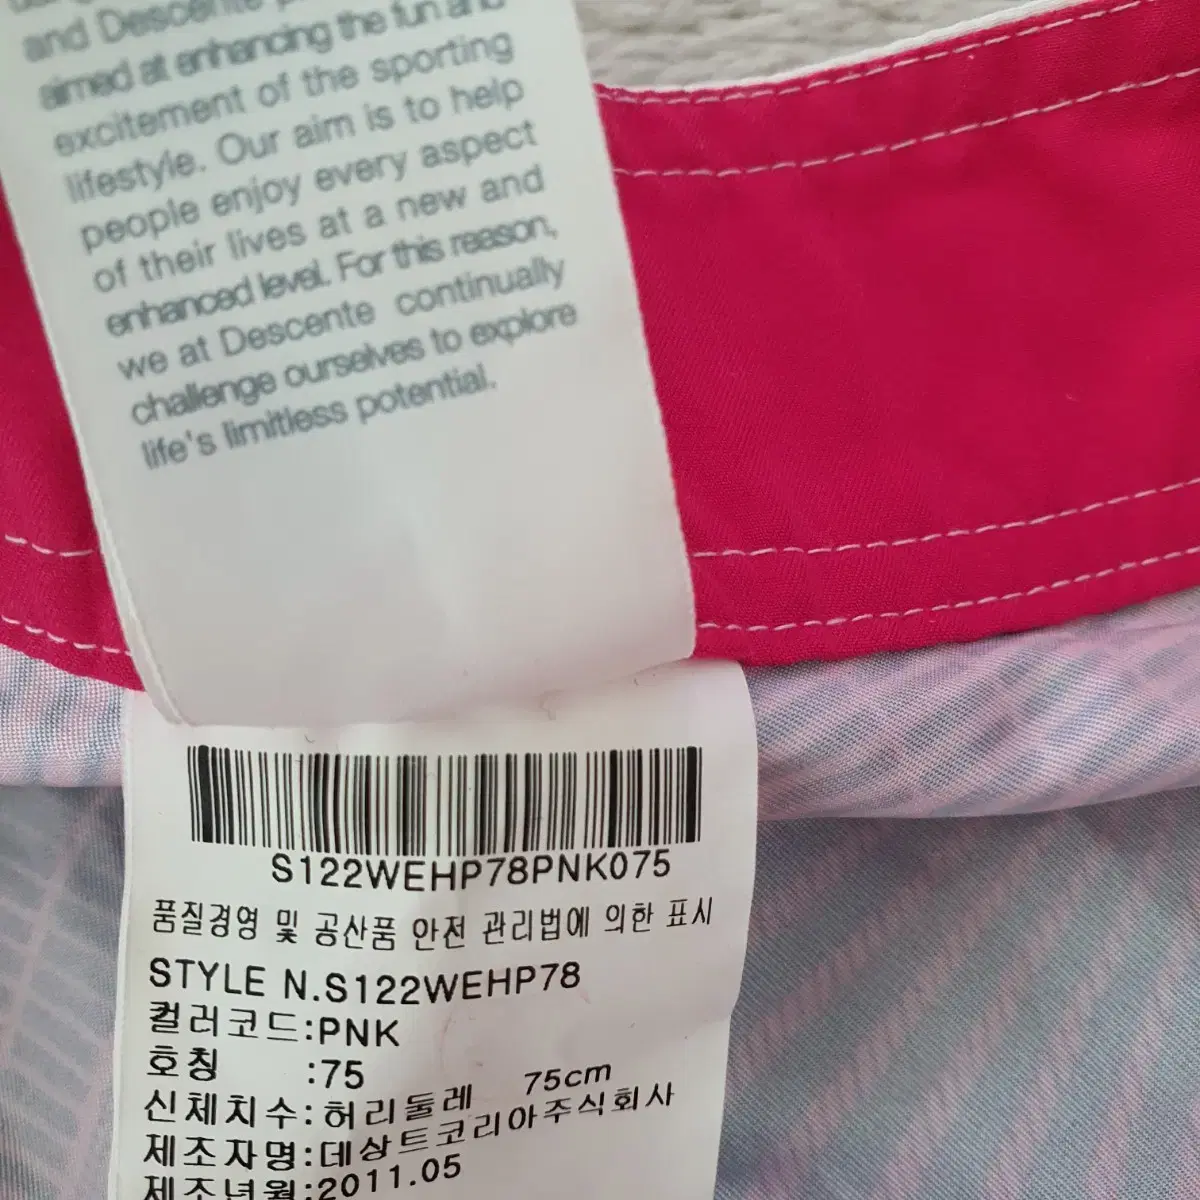 and Descente
aimed at enhancing the fun and
excitement of the sporting
lifestyle. Our aim is to help
people enjoy every aspect
of their lives at a new and
enhanced level. For this reason,
we at Descente continually
challenge ourselves to explore
life's limitless potential.
S122WEHP78PNK075
품질경영 및 공산품 안전 관리법에 의한 표시
STYLE N.S122WEHP78
컬러코드:PNK
호칭 :75
신체치수:허리둘레 75cm
제조자명:데상트코리아주식회사
제조년월:2011.05